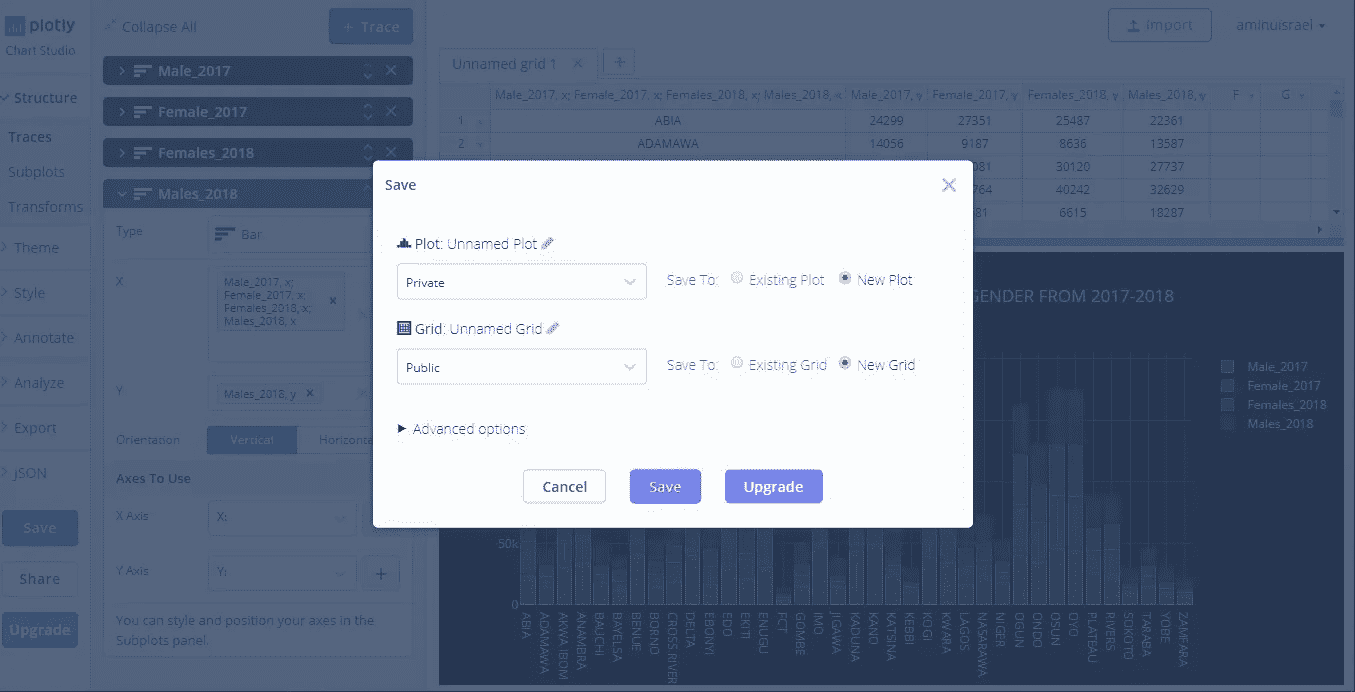 plotly
Chart Studio
Structure
Traces
Subplots
Transforms
Theme
Style
Annotate
Analyze
Export
JSON
Save
Share
Upgrade
Collapse All
+ Trace
Male_2017
Female_2017
Females_2018
Males_2018
Type
Bar
X
Male_2017, x;
Female_2017, x;
Females_2018, x;
Males_2018, x
Y
Males_2018, y
Orientation
Vertical
Horizonta
Axes To Use
X Axis
X:
Y Axis
Y:
You can style and position your axes in the
Subplots panel.
Import
aminuisrael
Unnamed grid 1
Male_2017, x; Female_2017, x; Females_2018, x; Males_2018, x Male_2017, y Female_2017, y Females_2018, y Males_2018, y F G
1 ABIA 24299 27351 25487 22361
2 ADAMAWA 14056 9187 8636 13587
981 30120 27737
764 40242 32629
581 6615 18287
Save
Plot: Unnamed Plot
Private
Save To: Existing Plot New Plot
Grid: Unnamed Grid
Public
Save To: Existing Grid New Grid
Advanced options
Cancel Save Upgrade
GENDER FROM 2017-2018
Male_2017
Female_2017
Females_2018
Males_2018
50k
0
ABIA
ADAMAWA
AKWA IBOM
ANAMBRA
BAUCHI
BAYELSA
BENUE
BORNO
CROSS RIVER
DELTA
EBONYI
EDO
EKITI
ENUGU
FCT
GOMBE
IMO
JIGAWA
KADUNA
KANO
KATSINA
KEBBI
KOGI
KWARA
LAGOS
NASARAWA
NIGER
OGUN
ONDO
OSUN
OYO
PLATEAU
RIVERS
SOKOTO
TARABA
YOBE
ZAMFARA